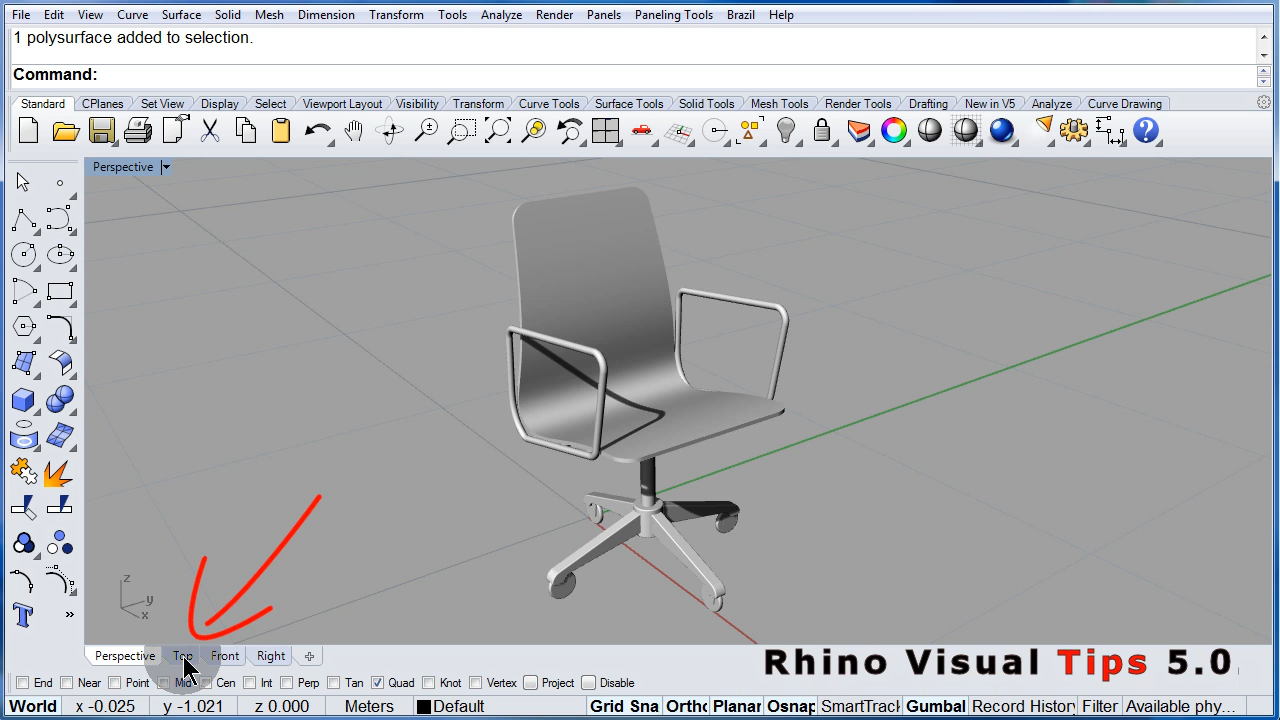 File Edit View Curve Surface Solid Mesh Dimension Transform Tools Analyze Render Panels Paneling Tools Brazil Help
1 polysurface added to selection.
Command:
Standard CPlanes Set View Display Select Viewport Layout Visibility Transform Curve Tools Surface Tools Solid Tools Mesh Tools Render Tools Drafting New in V5 Analyze Curve Drawing
Perspective
z
y
x
Perspective Top Front Right
Rhino Visual Tips 5.0
End Near Point Mid Cen Int Perp Tan Quad Knot Vertex Project Disable
World x -0.025 y -1.021 z 0.000 Meters Default Grid Sna Ortho Planar Osnap SmartTrack Gumbal Record History Filter Available phy...